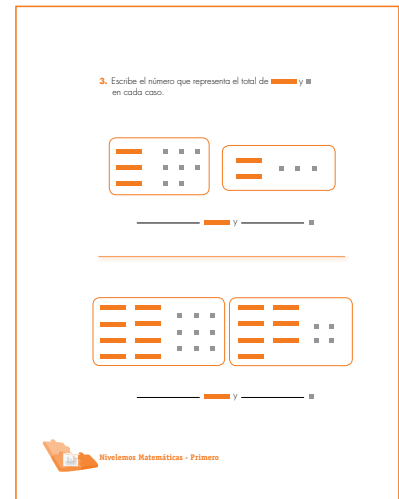 3. Escribe el número que representa el total de y
en cada caso.
y
y
Nivelemos Matemáticas - Primero